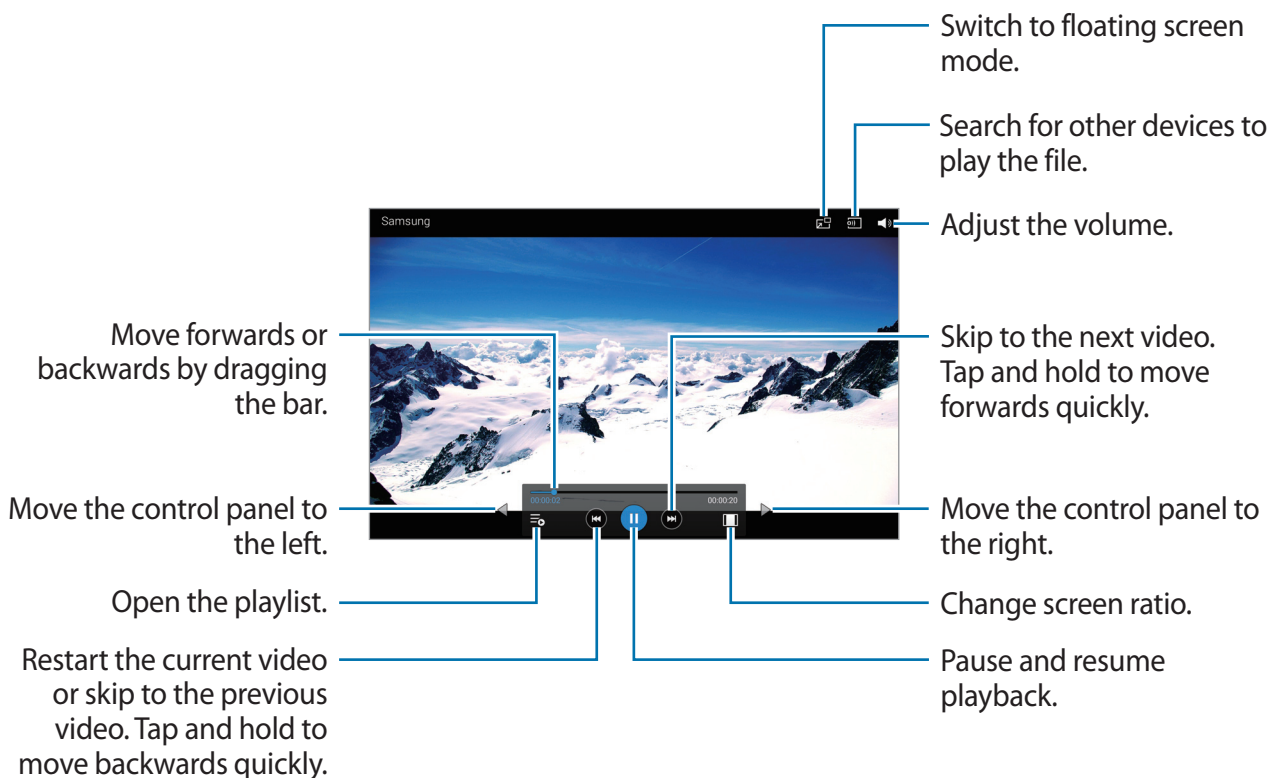 Switch to floating screen
mode.
Search for other devices to
play the file.
Samsung
Adjust the volume.
Move forwards or
backwards by dragging
the bar.
Skip to the next video.
Tap and hold to move
forwards quickly.
00:00:02
00:00:20
Move the control panel to
the left.
Move the control panel to
the right.
Open the playlist.
Change screen ratio.
Restart the current video
or skip to the previous
video. Tap and hold to
move backwards quickly.
Pause and resume
playback.